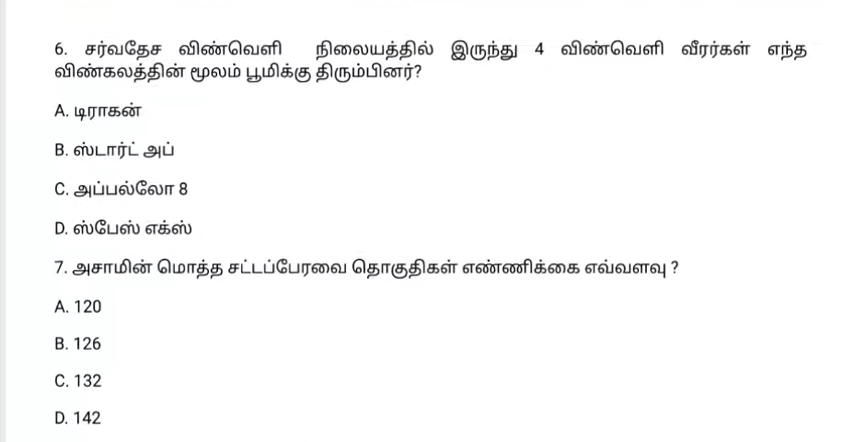 6. சர்வதேச விண்வெளி நிலையத்தில் இருந்து 4 விண்வெளி வீரர்கள் எந்த
விண்கலத்தின் மூலம் பூமிக்கு திரும்பினர்?
A. டிராகன்
B. ஸ்டார்ட் அப்
C. அப்பல்லோ 8
D. ஸ்பேஸ் எக்ஸ்
7. அசாமின் மொத்த சட்டப்பேரவை தொகுதிகள் எண்ணிக்கை எவ்வளவு ?
A. 120
B. 126
C. 132
D. 142